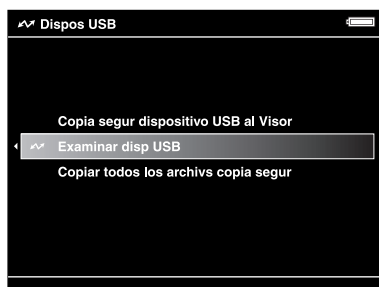 Dispos USB
Copia segur dispositivo USB al Visor
Examinar disp USB
Copiar todos los archivs copia segur